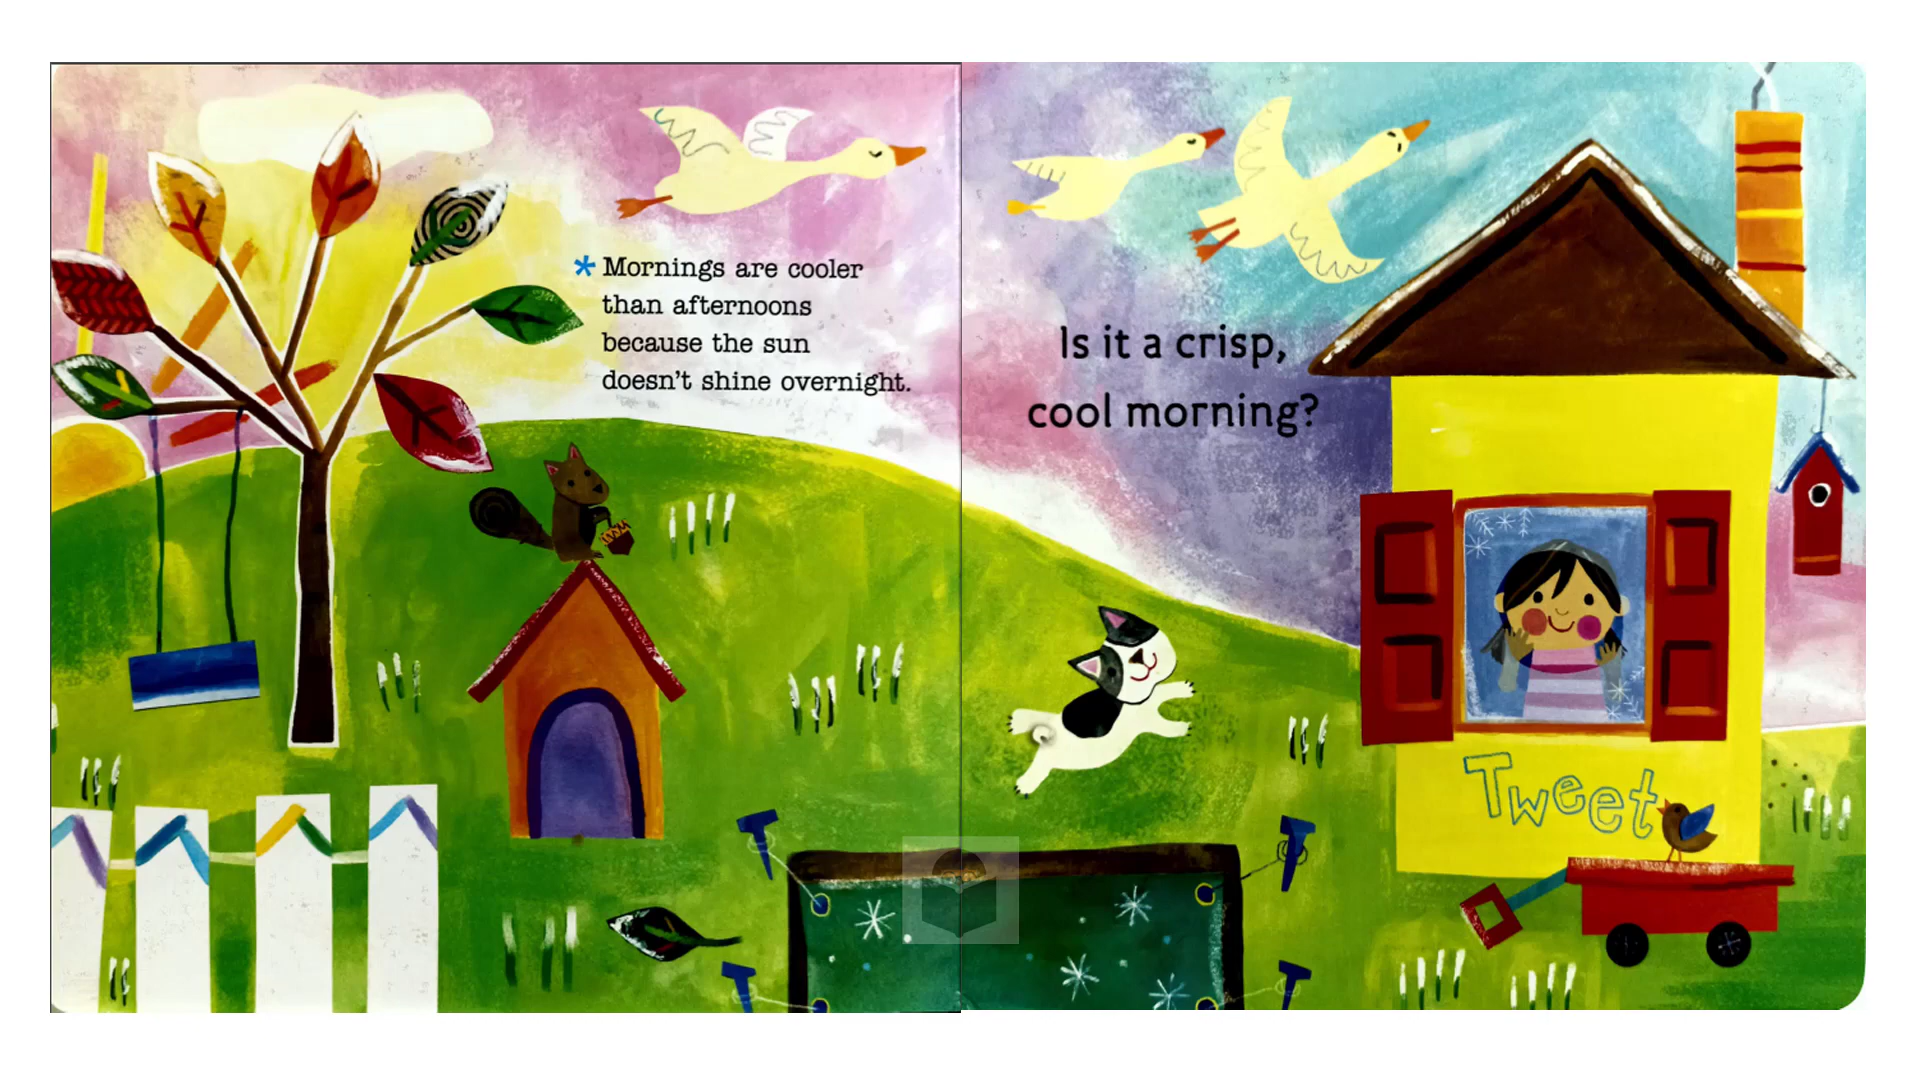 * Mornings are cooler
than afternoons
because the sun
doesn't shine overnight.
Is it a crisp,
cool morning?
Tweet